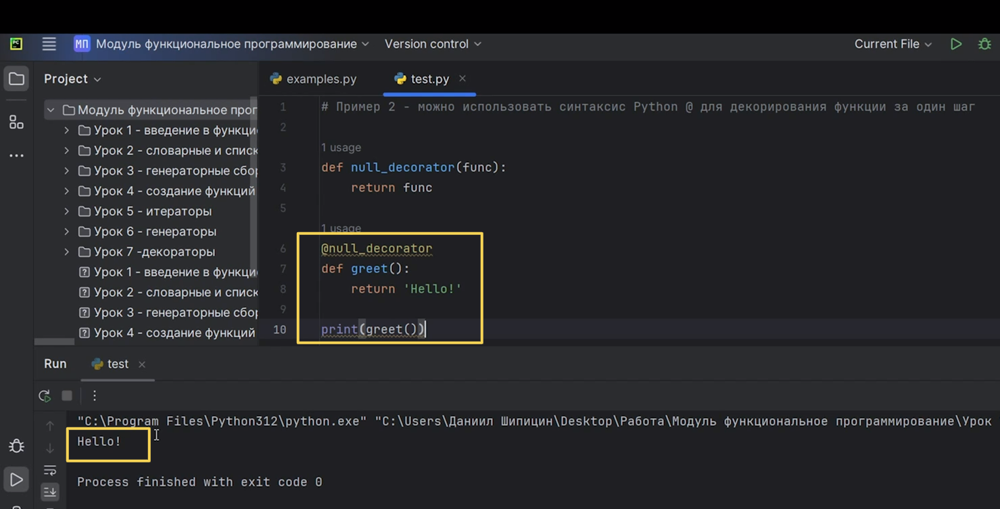 PC
МП Модуль функциональное программирование Version control Current File
Project
examples.py test.py
Модуль функциональное прог
Урок 1 - введение в функци
Урок 2 - словарные и списк
Урок 3 - генераторные сбор
Урок 4 - создание функций
Урок 5 - итераторы
Урок 6 - генераторы
Урок 7 -декораторы
Урок 1 - введение в функци
Урок 2 - словарные и списк
Урок 3 - генераторные сбор
Урок 4 - создание функций
1 # Пример 2 - можно использовать синтаксис Python @ для декорирования функции за один шаг
2
1 usage
3 def null_decorator(func):
4 return func
5
1 usage
6 @null_decorator
7 def greet():
8 return 'Hello!'
9
10 print(greet())
Run test
"C:\Program Files\Python312\python.exe" "C:\Users\Даниил Шипицин\Desktop\Работа\Модуль функциональное программирование\Урок
Hello!
Process finished with exit code 0